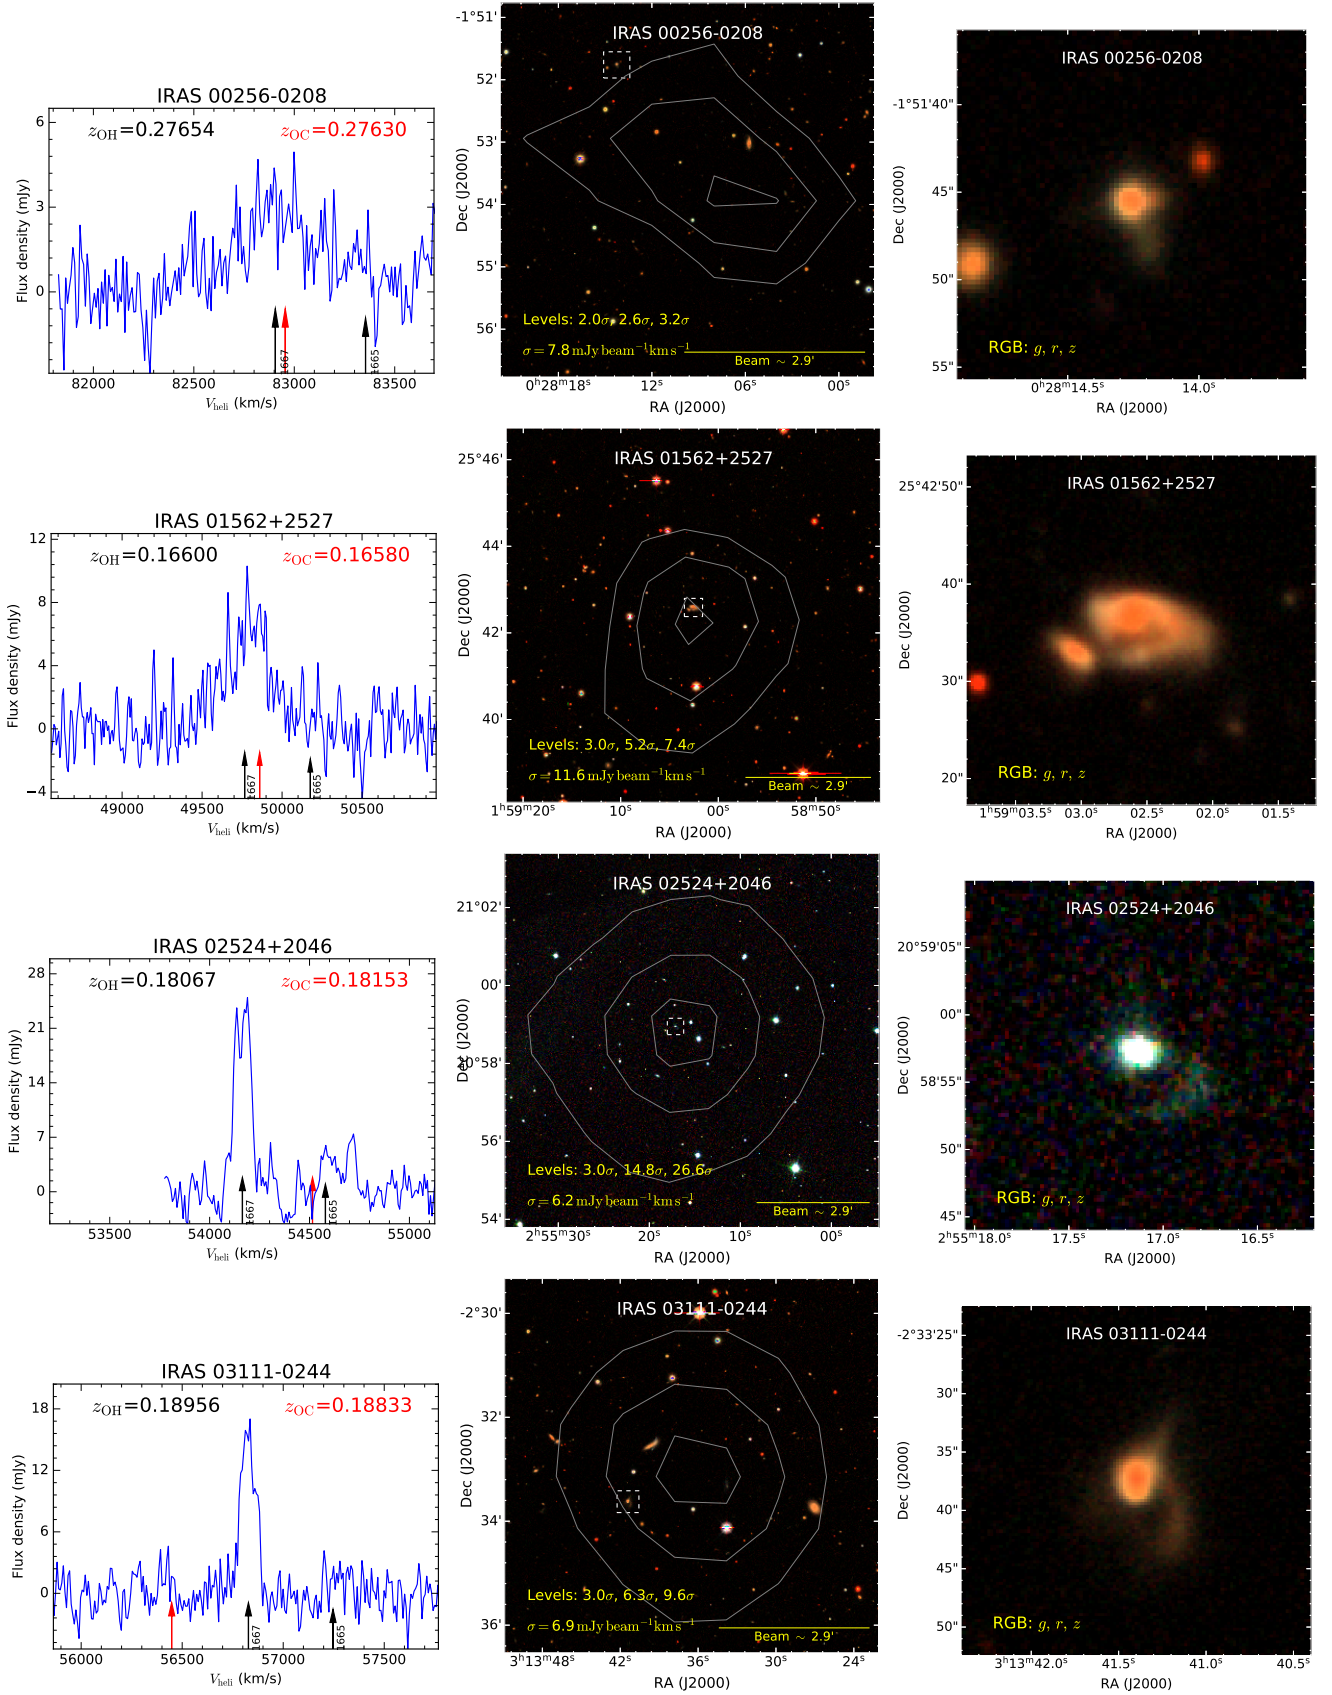 IRAS 00256-0208
zOH=0.27654 zOC=0.27630
Flux density (mJy)
6
3
0
1667
1665
82000 82500 83000 83500
Vheli (km/s)
IRAS 00256-0208
-1°51'
52'
53'
54'
55'
56'
Dec (J2000)
Levels: 2.0σ, 2.6σ, 3.2σ
σ = 7.8 mJy beam−1 km s−1
Beam ~ 2.9'
0h28m18s 12s 06s 00s
RA (J2000)
IRAS 00256-0208
-1°51'40"
45"
50"
55"
Dec (J2000)
RGB: g, r, z
0h28m14.5s 14.0s
RA (J2000)
IRAS 01562+2527
zOH=0.16600 zOC=0.16580
Flux density (mJy)
12
8
4
0
−4
1667
1665
49000 49500 50000 50500
Vheli (km/s)
IRAS 01562+2527
25°46'
44'
42'
40'
Dec (J2000)
Levels: 3.0σ, 5.2σ, 7.4σ
σ = 11.6 mJy beam−1 km s−1
Beam ~ 2.9'
1h59m20s 10s 00s 58m50s
RA (J2000)
IRAS 01562+2527
25°42'50"
40"
30"
20"
Dec (J2000)
RGB: g, r, z
1h59m03.5s 03.0s 02.5s 02.0s 01.5s
RA (J2000)
IRAS 02524+2046
zOH=0.18067 zOC=0.18153
Flux density (mJy)
28
21
14
7
0
1667
1665
53500 54000 54500 55000
Vheli (km/s)
IRAS 02524+2046
21°02'
00'
20°58'
56'
54'
Dec (J2000)
Levels: 3.0σ, 14.8σ, 26.6σ
σ = 6.2 mJy beam−1 km s−1
Beam ~ 2.9'
2h55m30s 20s 10s 00s
RA (J2000)
IRAS 02524+2046
20°59'05"
00"
58'55"
50"
45"
Dec (J2000)
RGB: g, r, z
2h55m18.0s 17.5s 17.0s 16.5s
RA (J2000)
IRAS 03111-0244
zOH=0.18956 zOC=0.18833
Flux density (mJy)
18
12
6
0
1667
1665
56000 56500 57000 57500
Vheli (km/s)
IRAS 03111-0244
-2°30'
32'
34'
36'
Dec (J2000)
Levels: 3.0σ, 6.3σ, 9.6σ
σ = 6.9 mJy beam−1 km s−1
Beam ~ 2.9'
3h13m48s 42s 36s 30s 24s
RA (J2000)
IRAS 03111-0244
-2°33'25"
35"
40"
45"
50"
Dec (J2000)
RGB: g, r, z
3h13m42.0s 41.5s 41.0s 40.5s
RA (J2000)